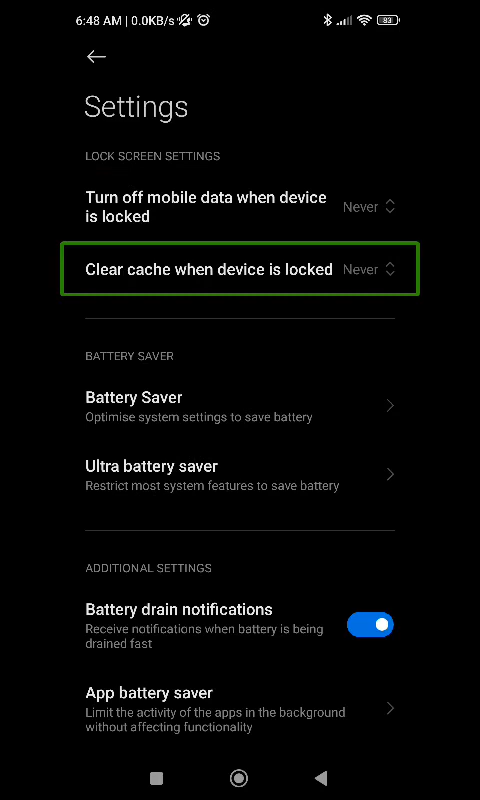 6:48 AM | 0.0KB/s
83
Settings
LOCK SCREEN SETTINGS
Turn off mobile data when device
is locked
Never
Clear cache when device is locked
Never
BATTERY SAVER
Battery Saver
Optimise system settings to save battery
Ultra battery saver
Restrict most system features to save battery
ADDITIONAL SETTINGS
Battery drain notifications
Receive notifications when battery is being
drained fast
App battery saver
Limit the activity of the apps in the background
without affecting functionality